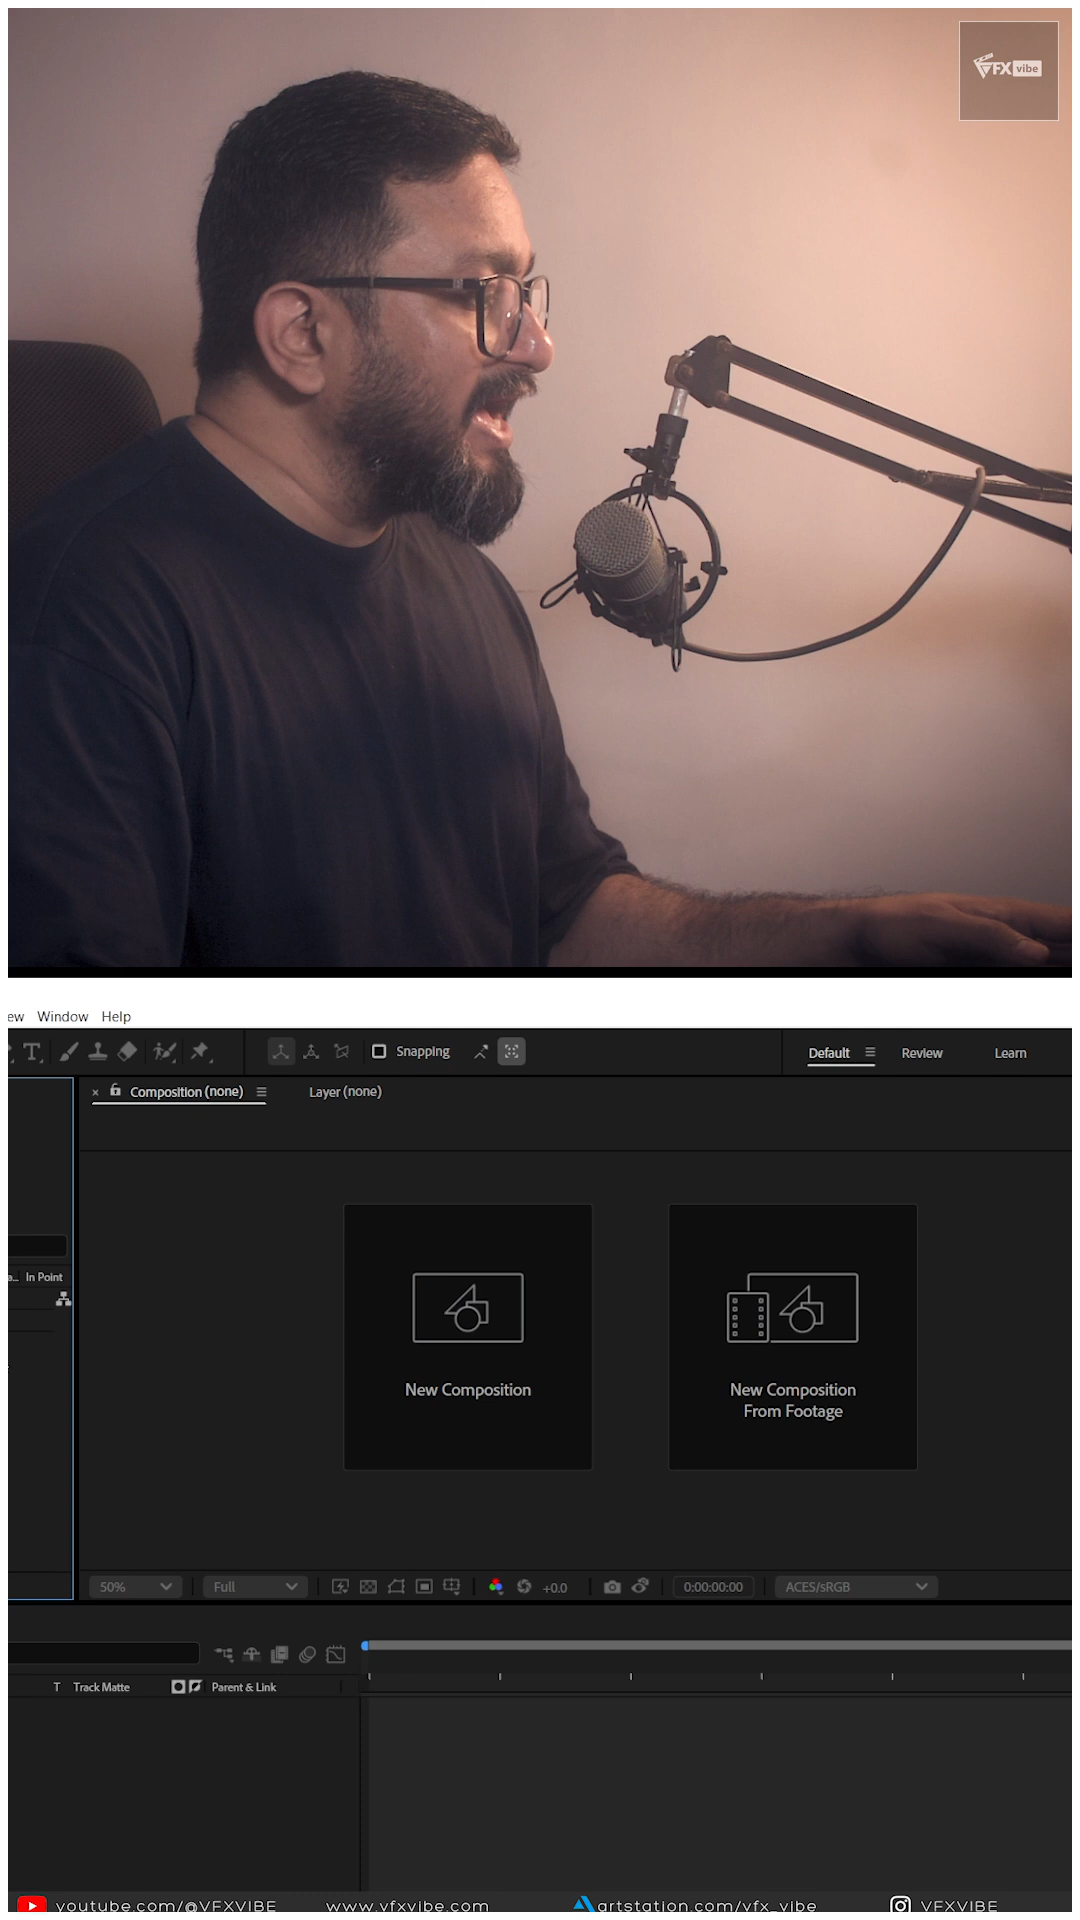 VFX vibe
ew Window Help
T Snapping Default Review Learn
× Composition (none) Layer (none)
a... In Point
New Composition
New Composition
From Footage
50% Full +0.0 0:00:00:00 ACES/sRGB
T Track Matte Parent & Link
youtube.com/@VFXVIBE www.vfxvibe.com artstation.com/vfx_vibe VFXVIBE